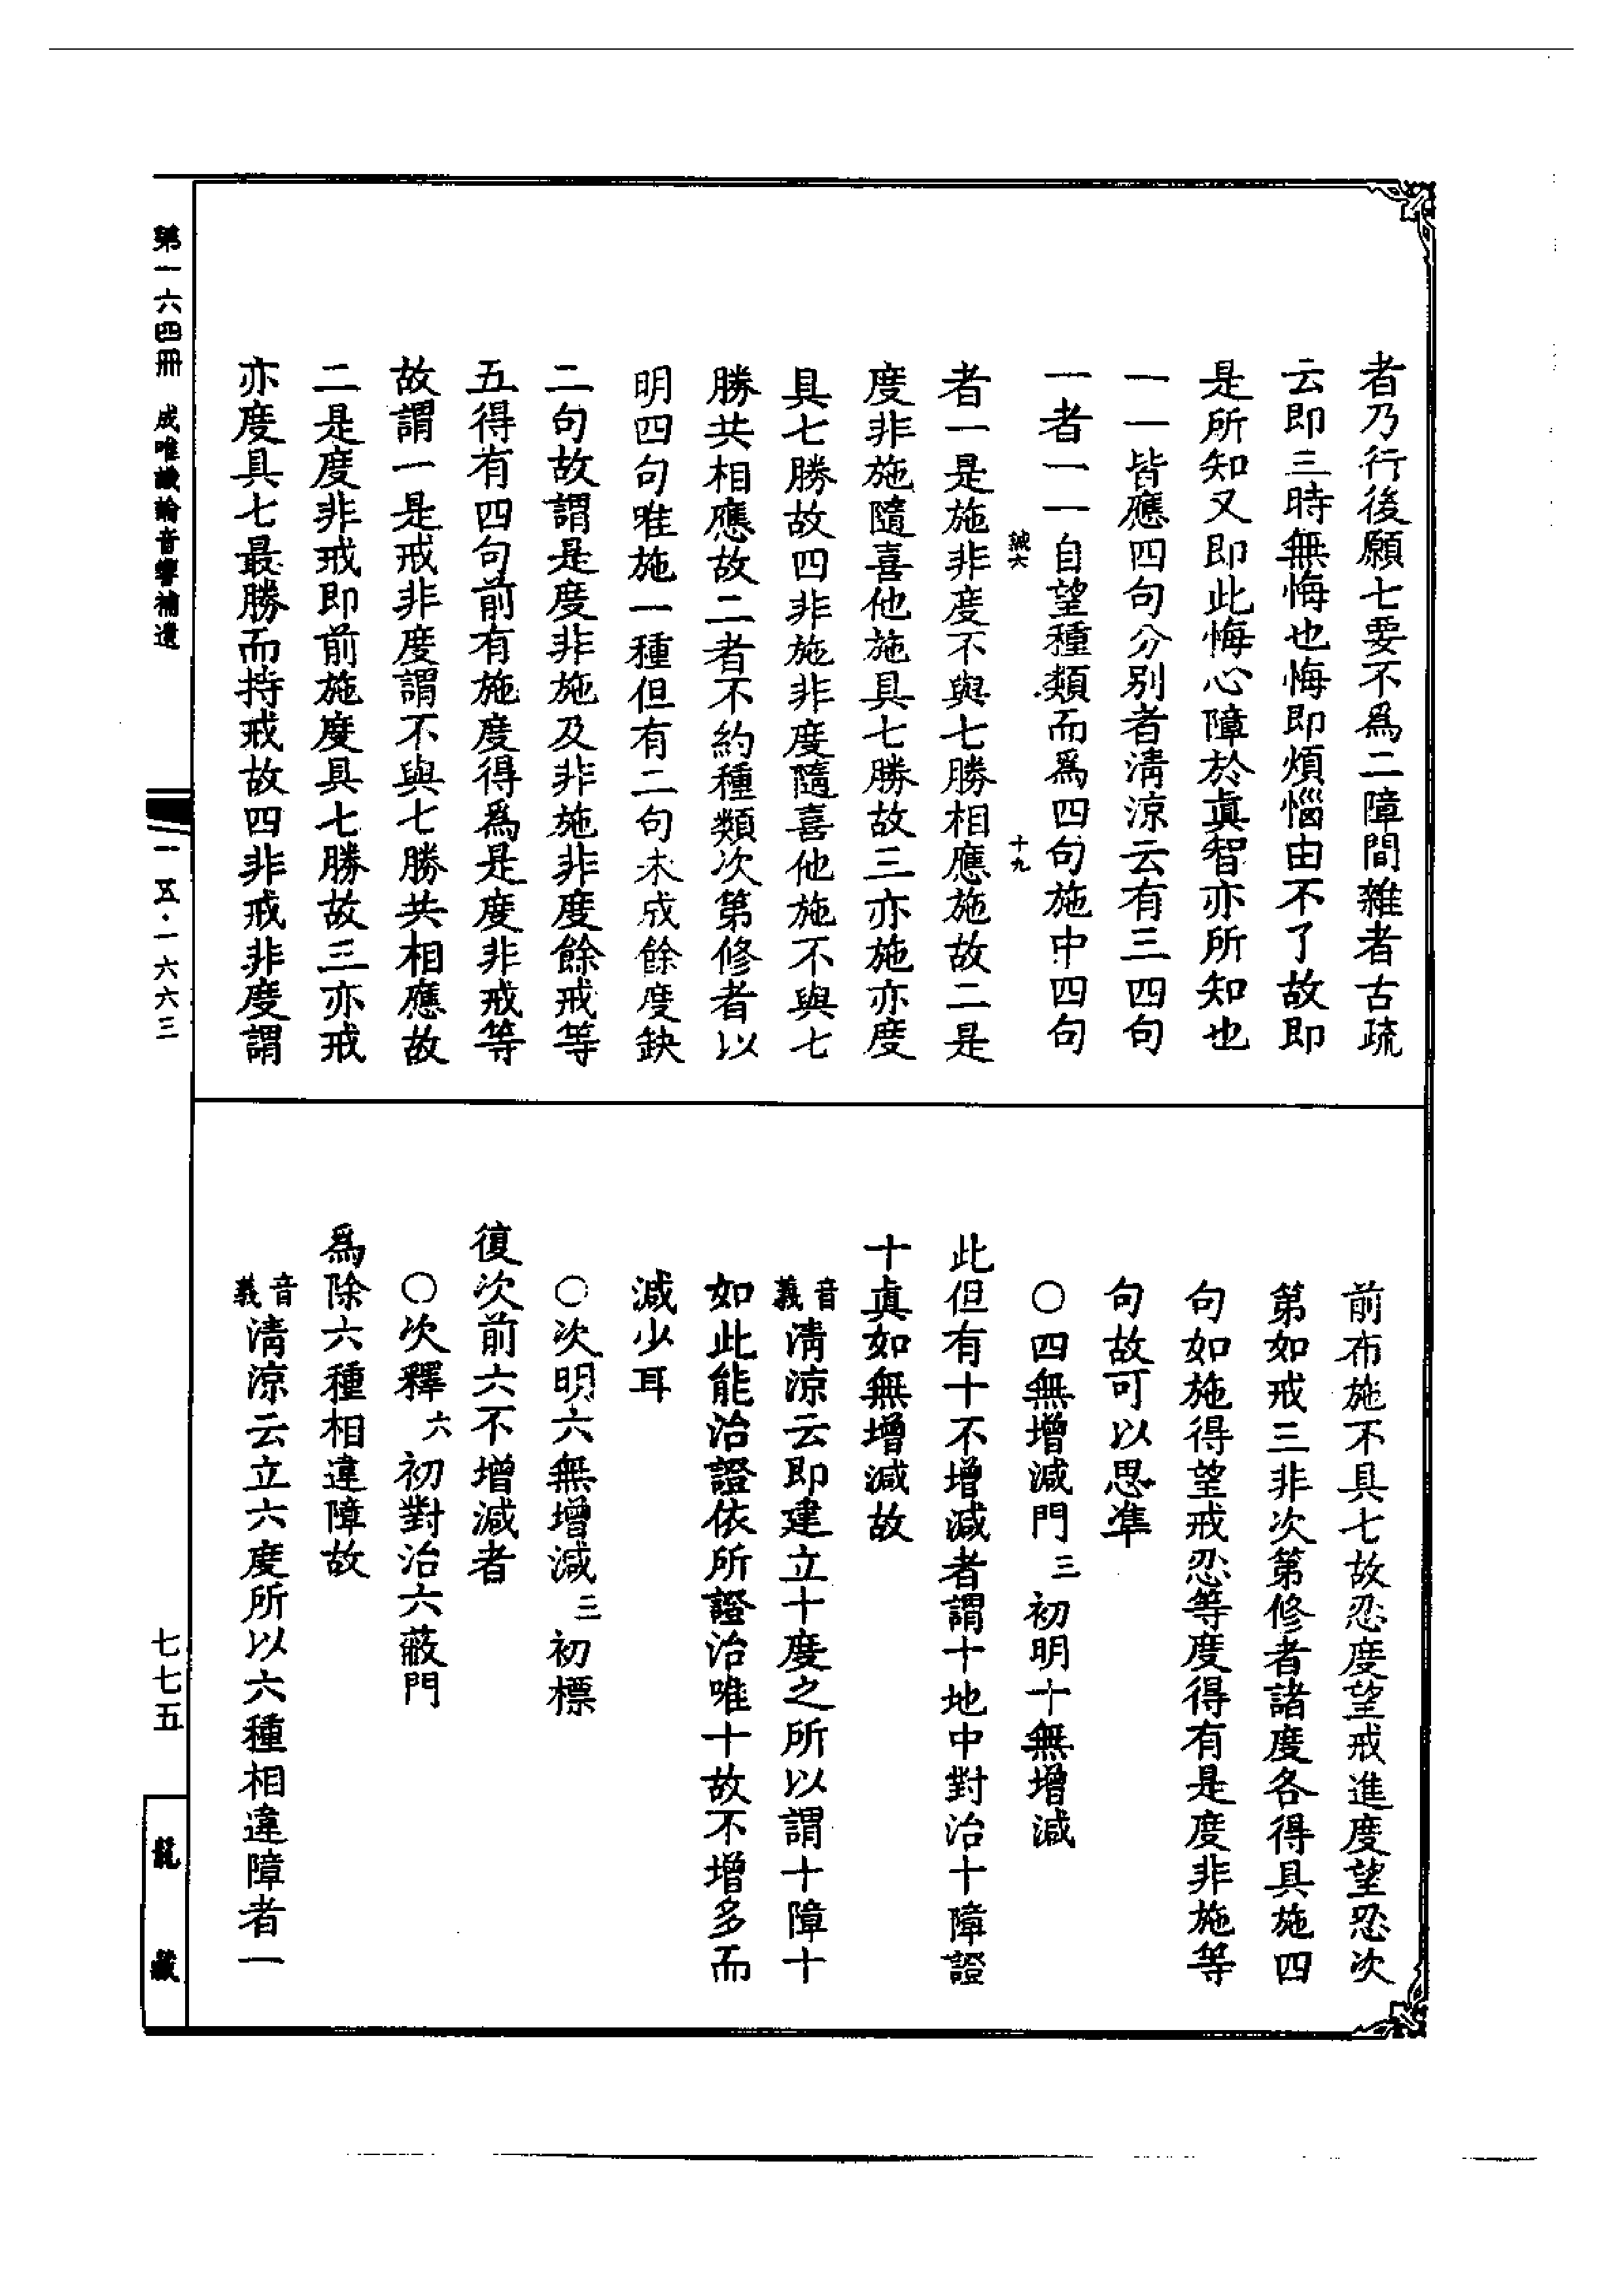 者乃行後願七要不爲二障間雜者古疏
云即三時無悔也悔即煩惱由不了故即
是所知又即此悔心障於眞智亦所知也
一一皆應四句分別者清涼云有三四句
一者一一自望種類而爲四句施中四句
誠六 十九
者一是施非度不與七勝相應施故二是
度非施隨喜他施具七勝故三亦施亦度
具七勝故四非施非度隨喜他施不與七
勝共相應故二者不約種類次第修者以
明四句唯施一種但有二句未成餘度缺
二句故謂是度非施及非施非度餘戒等
五得有四句前有施度得爲是度非戒等
故謂一是戒非度謂不與七勝共相應故
二是度非戒即前施度具七勝故三亦戒
亦度具七最勝而持戒故四非戒非度謂
前布施不具七故忍度望戒進度望忍次
第如戒三非次第修者諸度各得具施四
句如施得望戒忍等度得有是度非施等
句故可以思準
○四無增減門三初明十無增減
此但有十不增減者謂十地中對治十障證
十眞如無增減故
音義清涼云即建立十度之所以謂十障十
如此能治證依所證治唯十故不增多而
減少耳
○次明六無增減三初標
復次前六不增減者
○次釋六初對治六蔽門
爲除六種相違障故
音義清涼云立六度所以六種相違障者一
第一六四冊 成唯識論音響補遺
一五·一六六三
七七五
龍藏